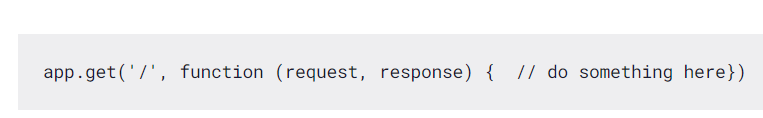 app.get('/', function (request, response) {  // do something here})